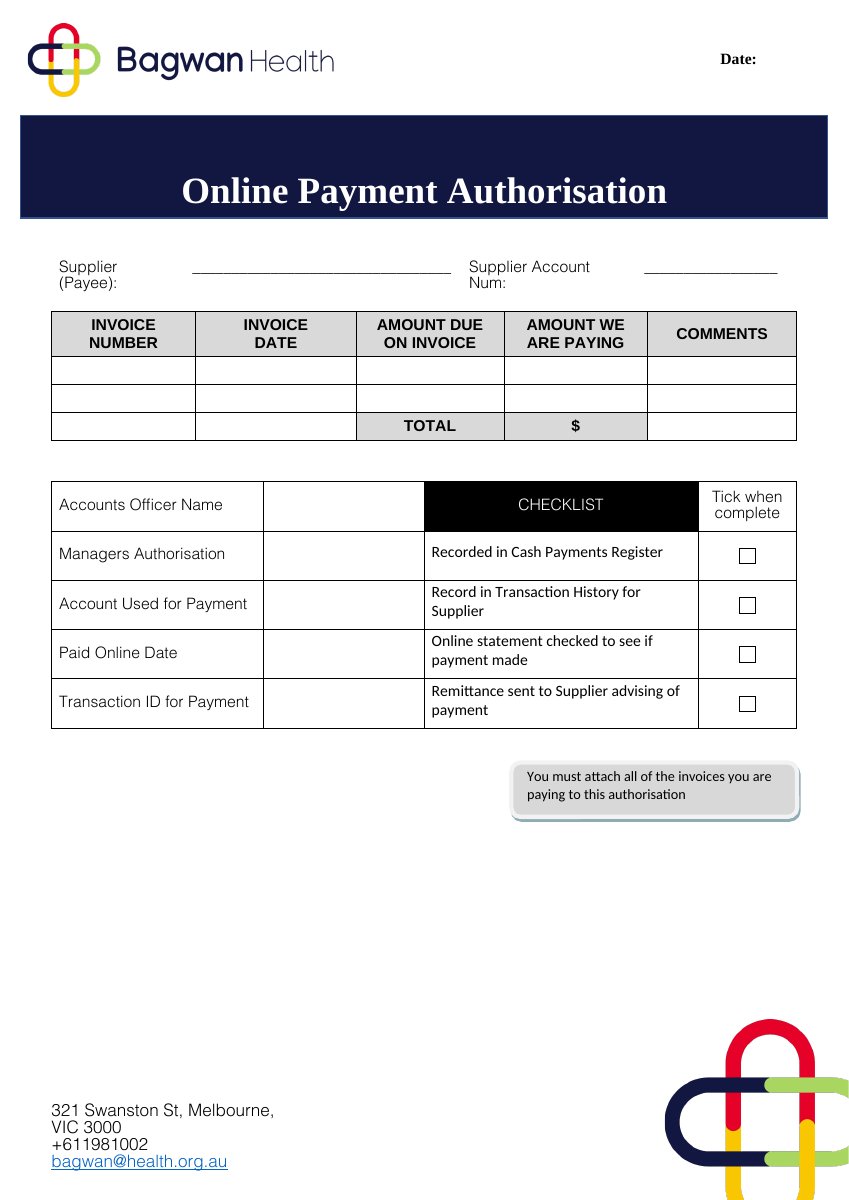 Bagwan Health
Date:
Online Payment Authorisation
Supplier
(Payee):
Supplier Account
Num:
INVOICE
NUMBER
INVOICE
DATE
AMOUNT DUE
ON INVOICE
AMOUNT WE
ARE PAYING
COMMENTS
TOTAL
$
Accounts Officer Name
CHECKLIST
Tick when
complete
Managers Authorisation
Recorded in Cash Payments Register
Account Used for Payment
Record in Transaction History for
Supplier
Paid Online Date
Online statement checked to see if
payment made
Transaction ID for Payment
Remittance sent to Supplier advising of
payment
You must attach all of the invoices you are
paying to this authorisation
321 Swanston St, Melbourne,
VIC 3000
+611981002
bagwan@health.org.au